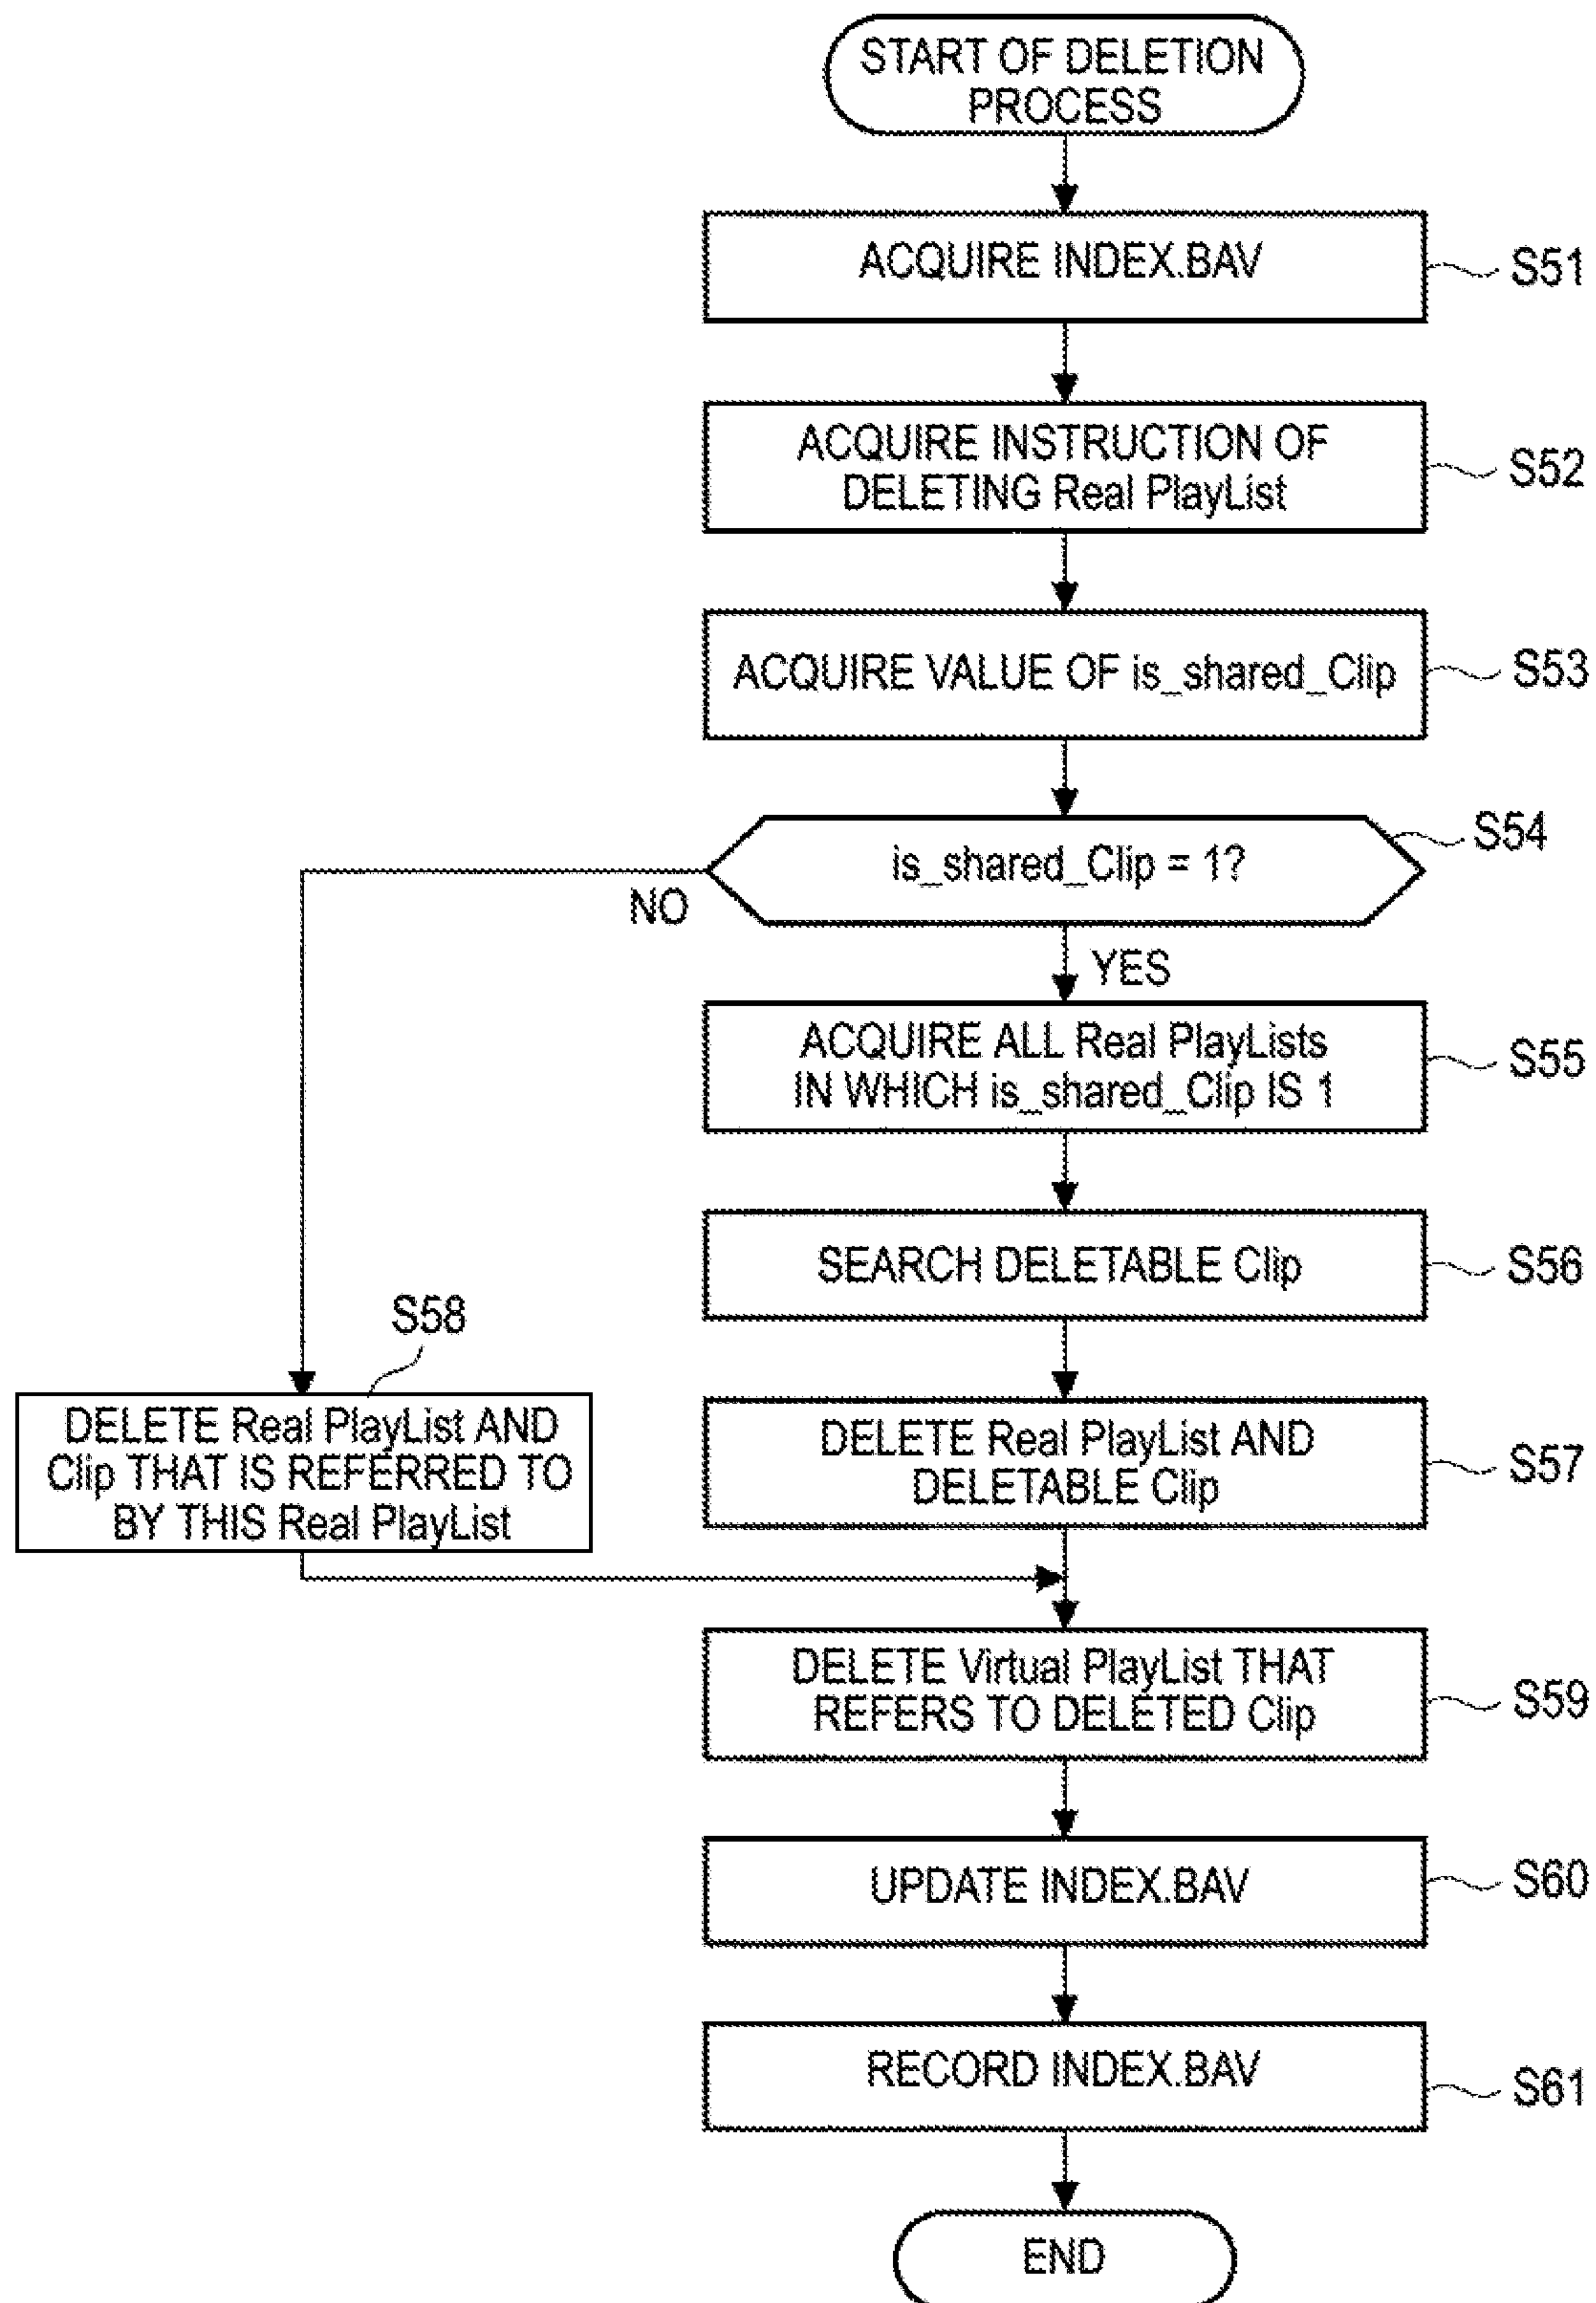 START OF DELETION
PROCESS
ACQUIRE INDEX.BAV
S51
ACQUIRE INSTRUCTION OF
DELETING Real PlayList
S52
ACQUIRE VALUE OF is_shared_Clip
S53
is_shared_Clip = 1?
S54
NO
YES
ACQUIRE ALL Real PlayLists
IN WHICH is_shared_Clip IS 1
S55
SEARCH DELETABLE Clip
S56
S58
DELETE Real PlayList AND
Clip THAT IS REFERRED TO
BY THIS Real PlayList
DELETE Real PlayList AND
DELETABLE Clip
S57
DELETE Virtual PlayList THAT
REFERS TO DELETED Clip
S59
UPDATE INDEX.BAV
S60
RECORD INDEX.BAV
S61
END